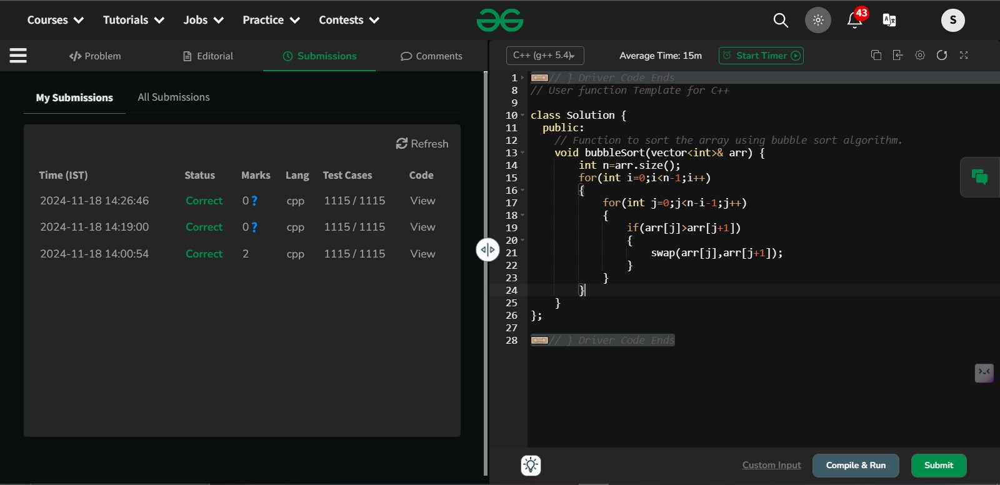 Courses Tutorials Jobs Practice Contests 43 S
Problem Editorial Submissions Comments
C++ (g++ 5.4) Average Time: 15m Start Timer
My Submissions All Submissions
Refresh
Time (IST) Status Marks Lang Test Cases Code
2024-11-18 14:26:46 Correct 0 ? cpp 1115 / 1115 View
2024-11-18 14:19:00 Correct 0 ? cpp 1115 / 1115 View
2024-11-18 14:00:54 Correct 2 cpp 1115 / 1115 View
1 // } Driver Code Ends
8 // User function Template for C++
9
10 class Solution {
11 public:
12 // Function to sort the array using bubble sort algorithm.
13 void bubbleSort(vector<int>& arr) {
14 int n=arr.size();
15 for(int i=0;i<n-1;i++)
16 {
17 for(int j=0;j<n-i-1;j++)
18 {
19 if(arr[j]>arr[j+1])
20 {
21 swap(arr[j],arr[j+1]);
22 }
23 }
24 }
25 }
26 };
27
28 // } Driver Code Ends
Custom Input Compile & Run Submit